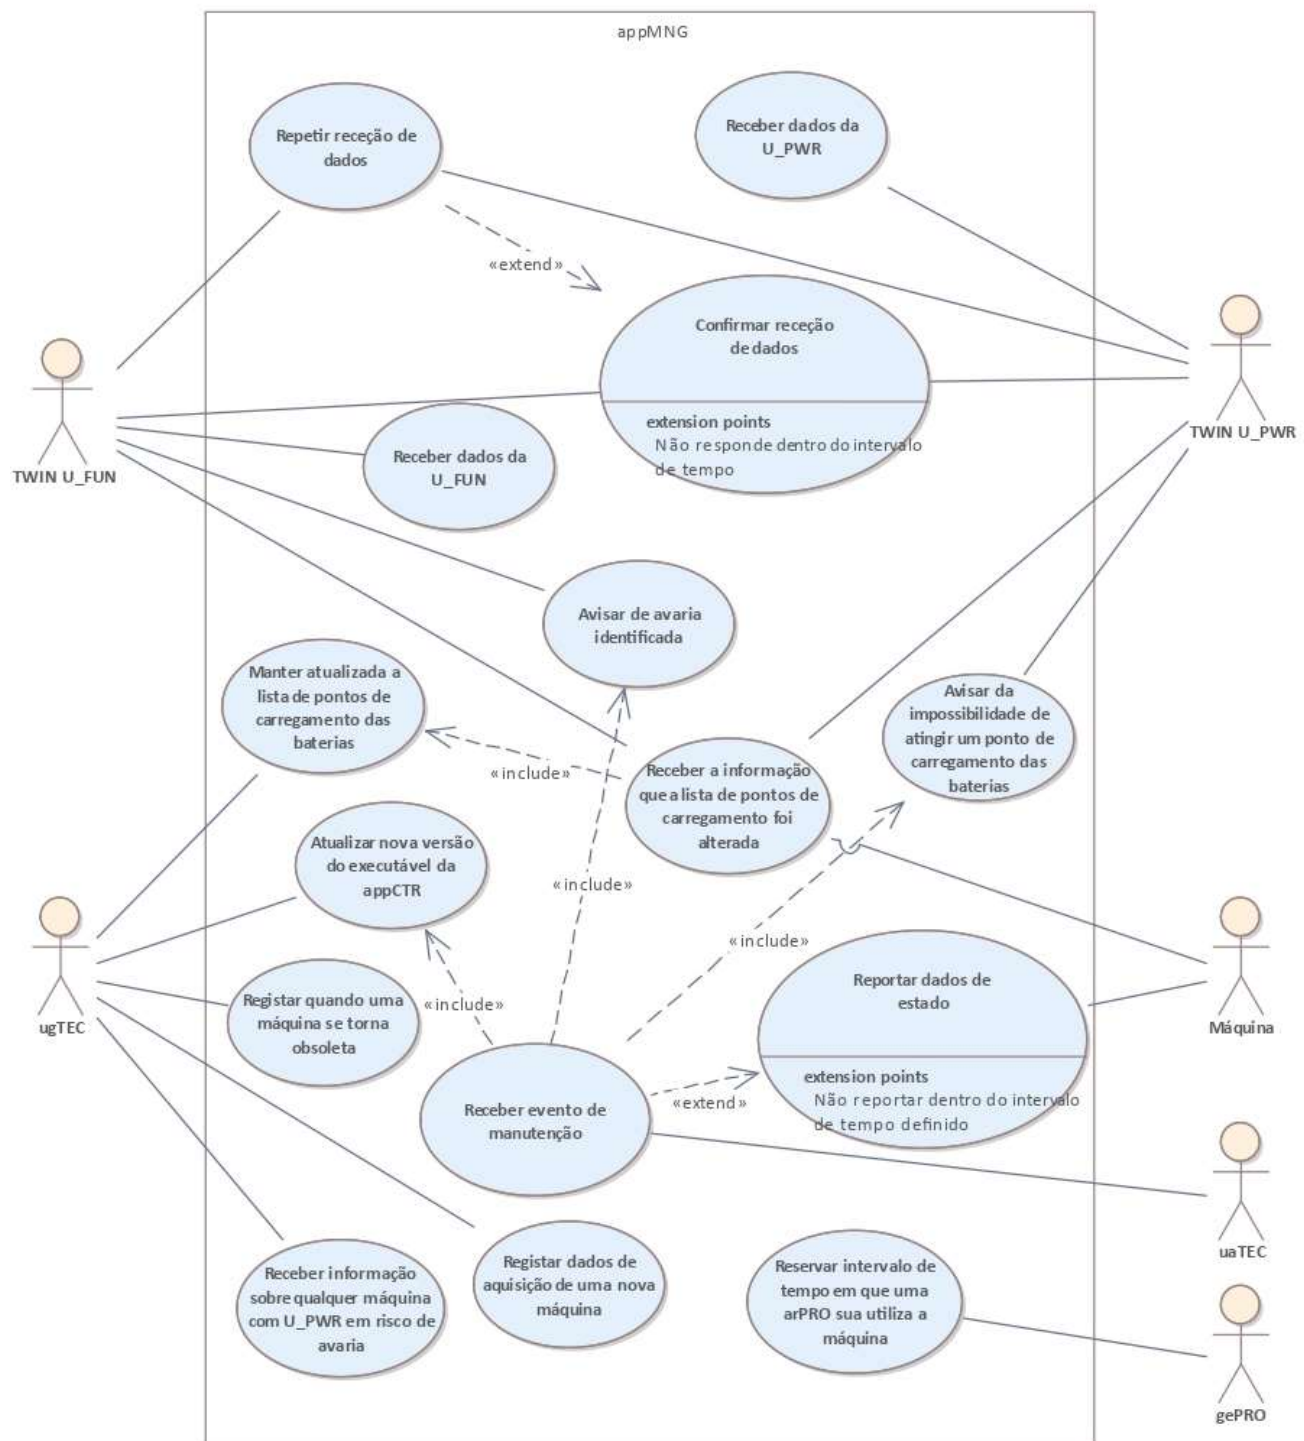 appMNG
Repetir receção de
dados
Receber dados da
U_PWR
«extend»
Confirmar receção
de dados
extension points
Não responde dentro do intervalo
de tempo
TWIN U_FUN
TWIN U_PWR
Receber dados da
U_FUN
Avisar de avaria
identificada
Manter atualizada a
lista de pontos de
carregamento das
baterias
Avisar da
impossibilidade de
atingir um ponto de
carregamento das
baterias
«include»
Receber a informação
que a lista de pontos de
carregamento foi
alterada
Atualizar nova versão
do executável da
appCTR
«include»
«include»
«include»
Reportar dados de
estado
extension points
Não reportar dentro do intervalo
de tempo definido
Registar quando uma
máquina se torna
obsoleta
ugTEC
Máquina
Receber evento de
manutenção
«extend»
Receber informação
sobre qualquer máquina
com U_PWR em risco de
avaria
Registar dados de
aquisição de uma nova
máquina
Reservar intervalo de
tempo em que uma
arPRO sua utiliza a
máquina
uaTEC
gePRO